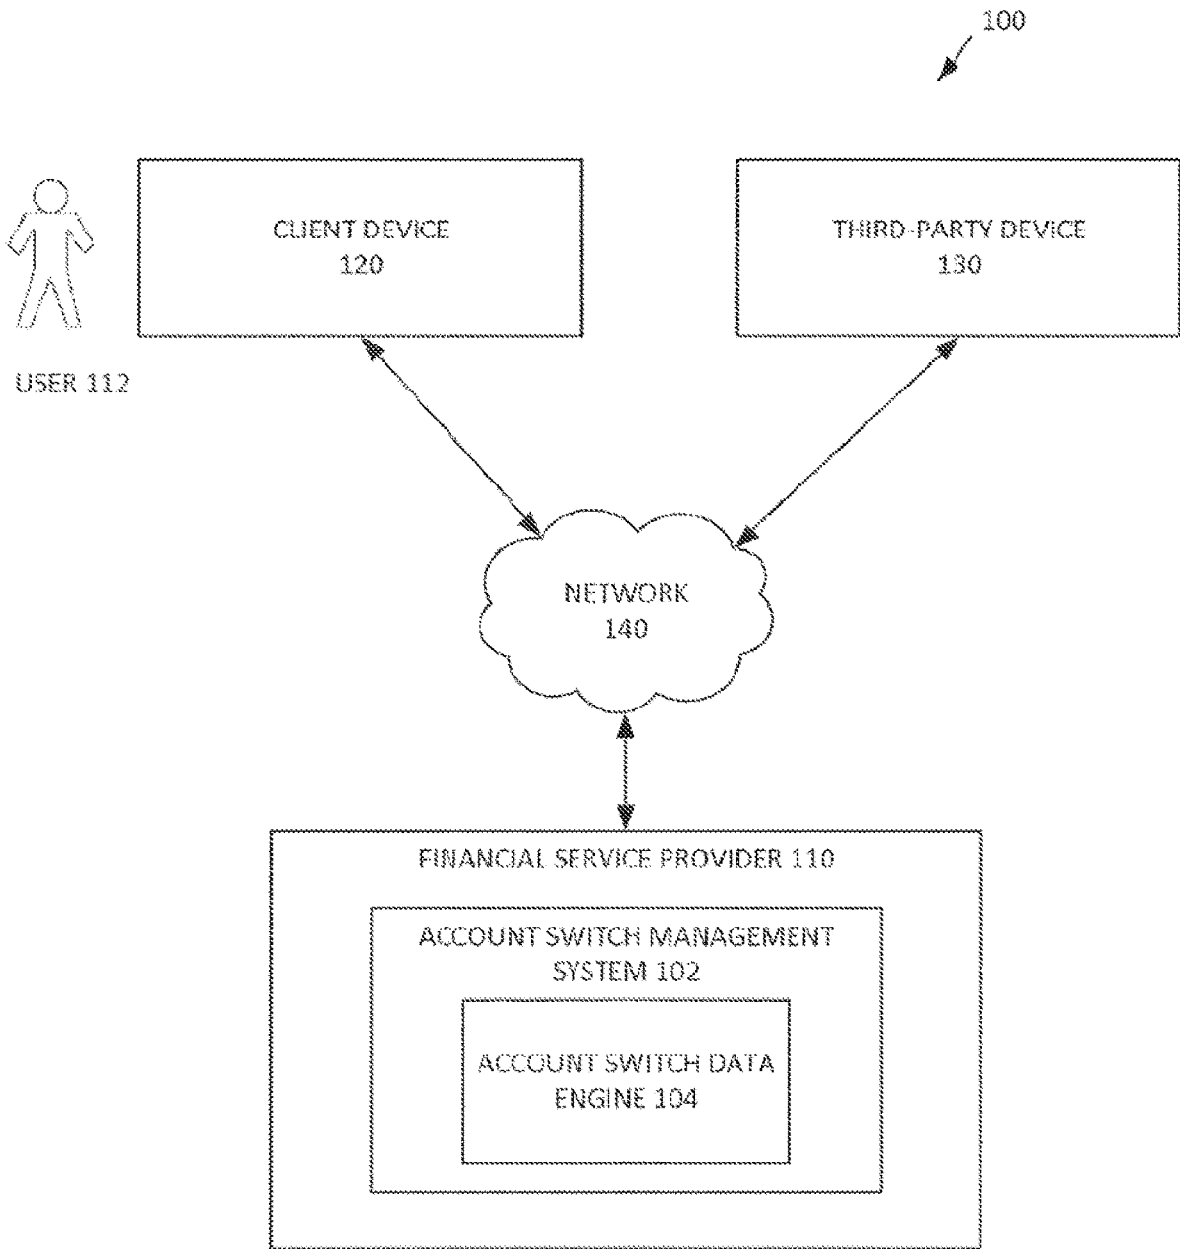 100
CLIENT DEVICE
120
THIRD-PARTY DEVICE
130
USER 112
NETWORK
140
FINANCIAL SERVICE PROVIDER 110
ACCOUNT SWITCH MANAGEMENT
SYSTEM 102
ACCOUNT SWITCH DATA
ENGINE 104